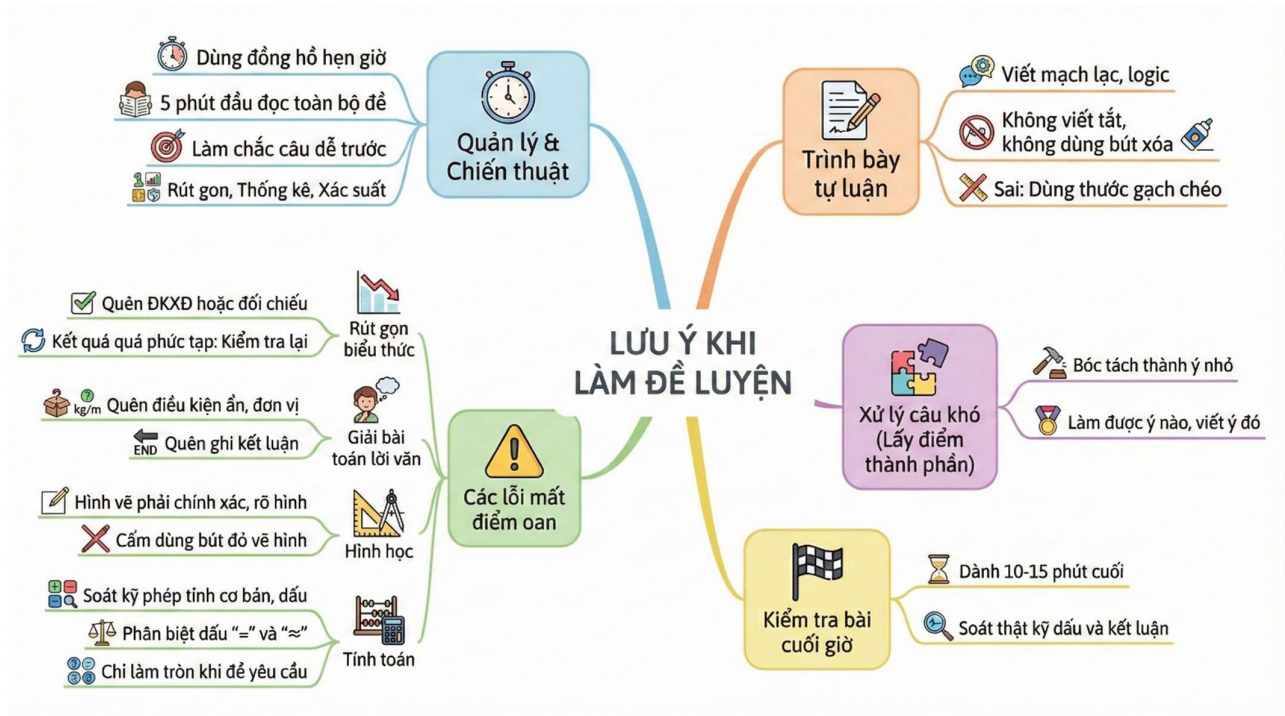 LƯU Ý KHI
LÀM ĐỀ LUYỆN
Quản lý &
Chiến thuật
Dùng đồng hồ hẹn giờ
5 phút đầu đọc toàn bộ đề
Làm chắc câu dễ trước
Rút gon, Thống kê, Xác suất
Trình bày
tự luận
Viết mạch lạc, logic
Không viết tắt,
không dùng bút xóa
Sai: Dùng thước gạch chéo
Các lỗi mất
điểm oan
Rút gọn
biểu thức
Quên ĐKXĐ hoặc đối chiếu
Kết quá quá phức tạp: Kiểm tra lại
Giải bài
toán lời văn
kg/m Quên điều kiện ẩn, đơn vị
END Quên ghi kết luận
Hình học
Hình vẽ phải chính xác, rõ hình
Cấm dùng bút đỏ vẽ hình
Tính toán
Soát kỹ phép tỉnh cơ bản, dấu
Phân biệt dấu “=” và “≈”
Chi làm tròn khi để yêu cầu
Xử lý câu khó
(Lấy điểm
thành phần)
Bóc tách thành ý nhỏ
Làm được ý nào, viết ý đó
Kiểm tra bài
cuối giờ
Dành 10-15 phút cuối
Soát thật kỹ dấu và kết luận